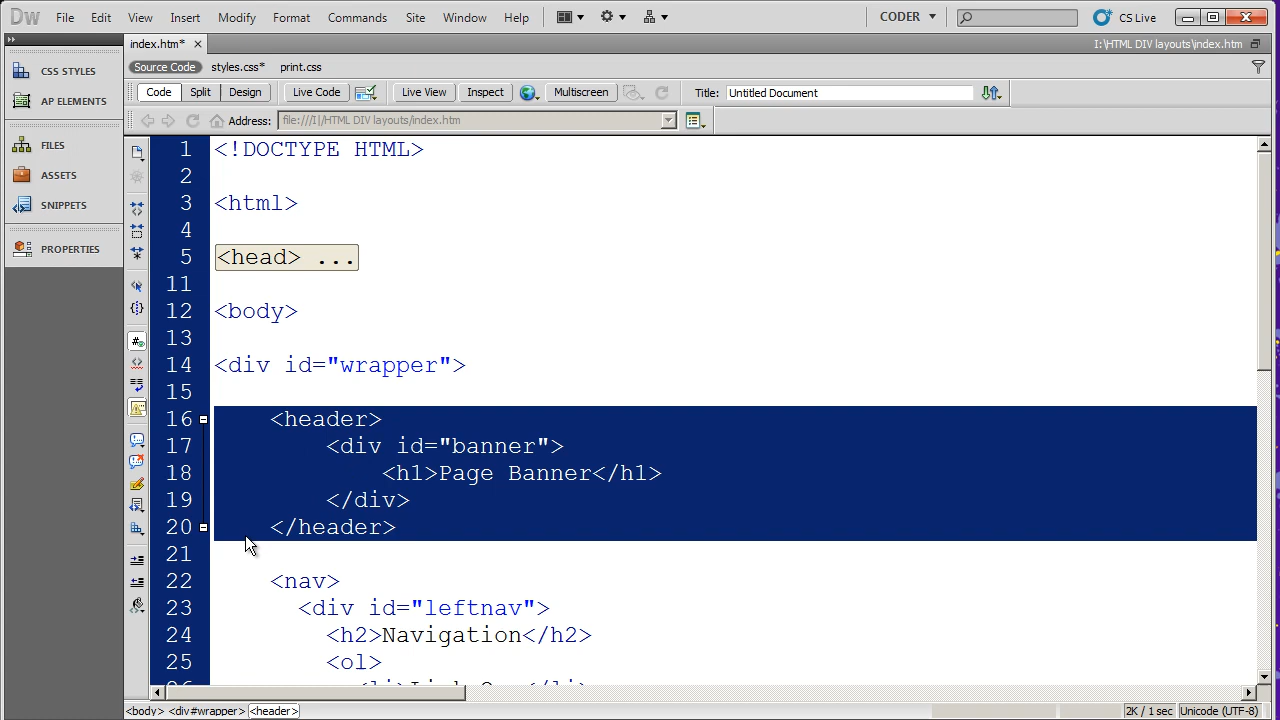 Dw File Edit View Insert Modify Format Commands Site Window Help CODER CS Live
index.htm* I:\HTML DIV layouts\index.htm
Source Code styles.css* print.css
Code Split Design Live Code Live View Inspect Multiscreen Title: Untitled Document
Address: file:///I|/HTML DIV layouts/index.htm
CSS STYLES
AP ELEMENTS
FILES
ASSETS
SNIPPETS
PROPERTIES
1 <!DOCTYPE HTML>
2
3 <html>
4
5 <head> ...
11
12 <body>
13
14 <div id="wrapper">
15
16 <header>
17 <div id="banner">
18 <h1>Page Banner</h1>
19 </div>
20 </header>
21
22 <nav>
23 <div id="leftnav">
24 <h2>Navigation</h2>
25 <ol>
<body> <div#wrapper> <header> 2K / 1 sec Unicode (UTF-8)